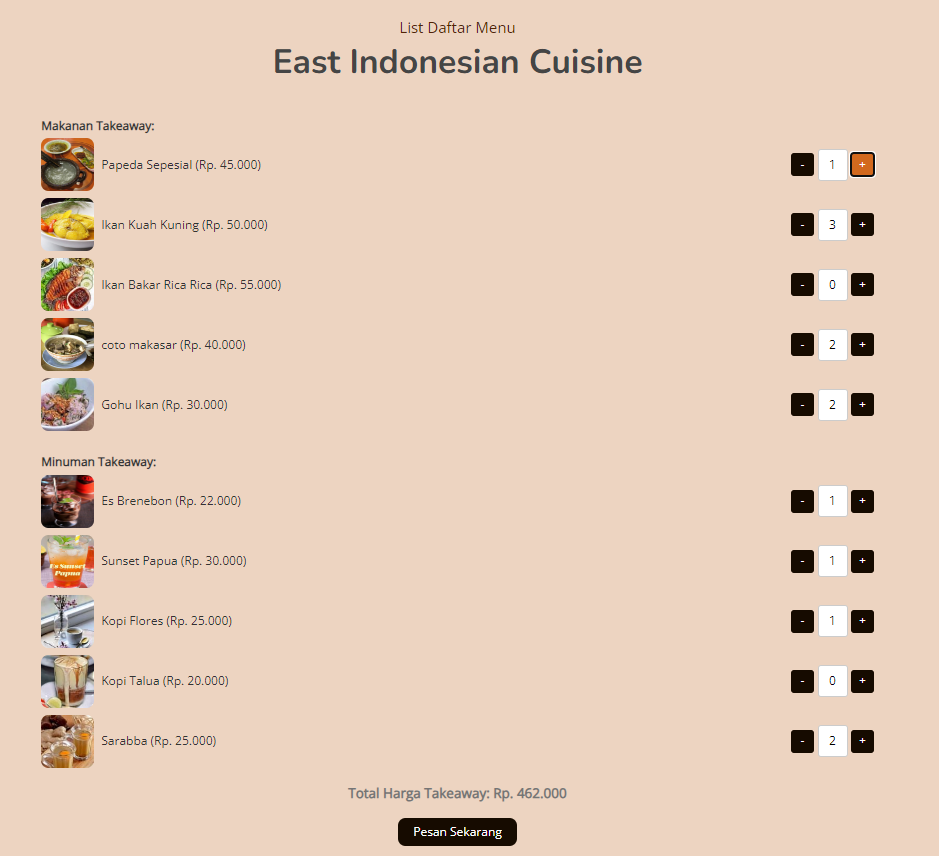 List Daftar Menu
East Indonesian Cuisine
Makanan Takeaway:
Papeda Sepesial (Rp. 45.000) - 1 +
Ikan Kuah Kuning (Rp. 50.000) - 3 +
Ikan Bakar Rica Rica (Rp. 55.000) - 0 +
coto makasar (Rp. 40.000) - 2 +
Gohu Ikan (Rp. 30.000) - 2 +
Minuman Takeaway:
Es Brenebon (Rp. 22.000) - 1 +
Es Sunset
Papua
Sunset Papua (Rp. 30.000) - 1 +
Kopi Flores (Rp. 25.000) - 1 +
Kopi Talua (Rp. 20.000) - 0 +
Sarabba (Rp. 25.000) - 2 +
Total Harga Takeaway: Rp. 462.000
Pesan Sekarang